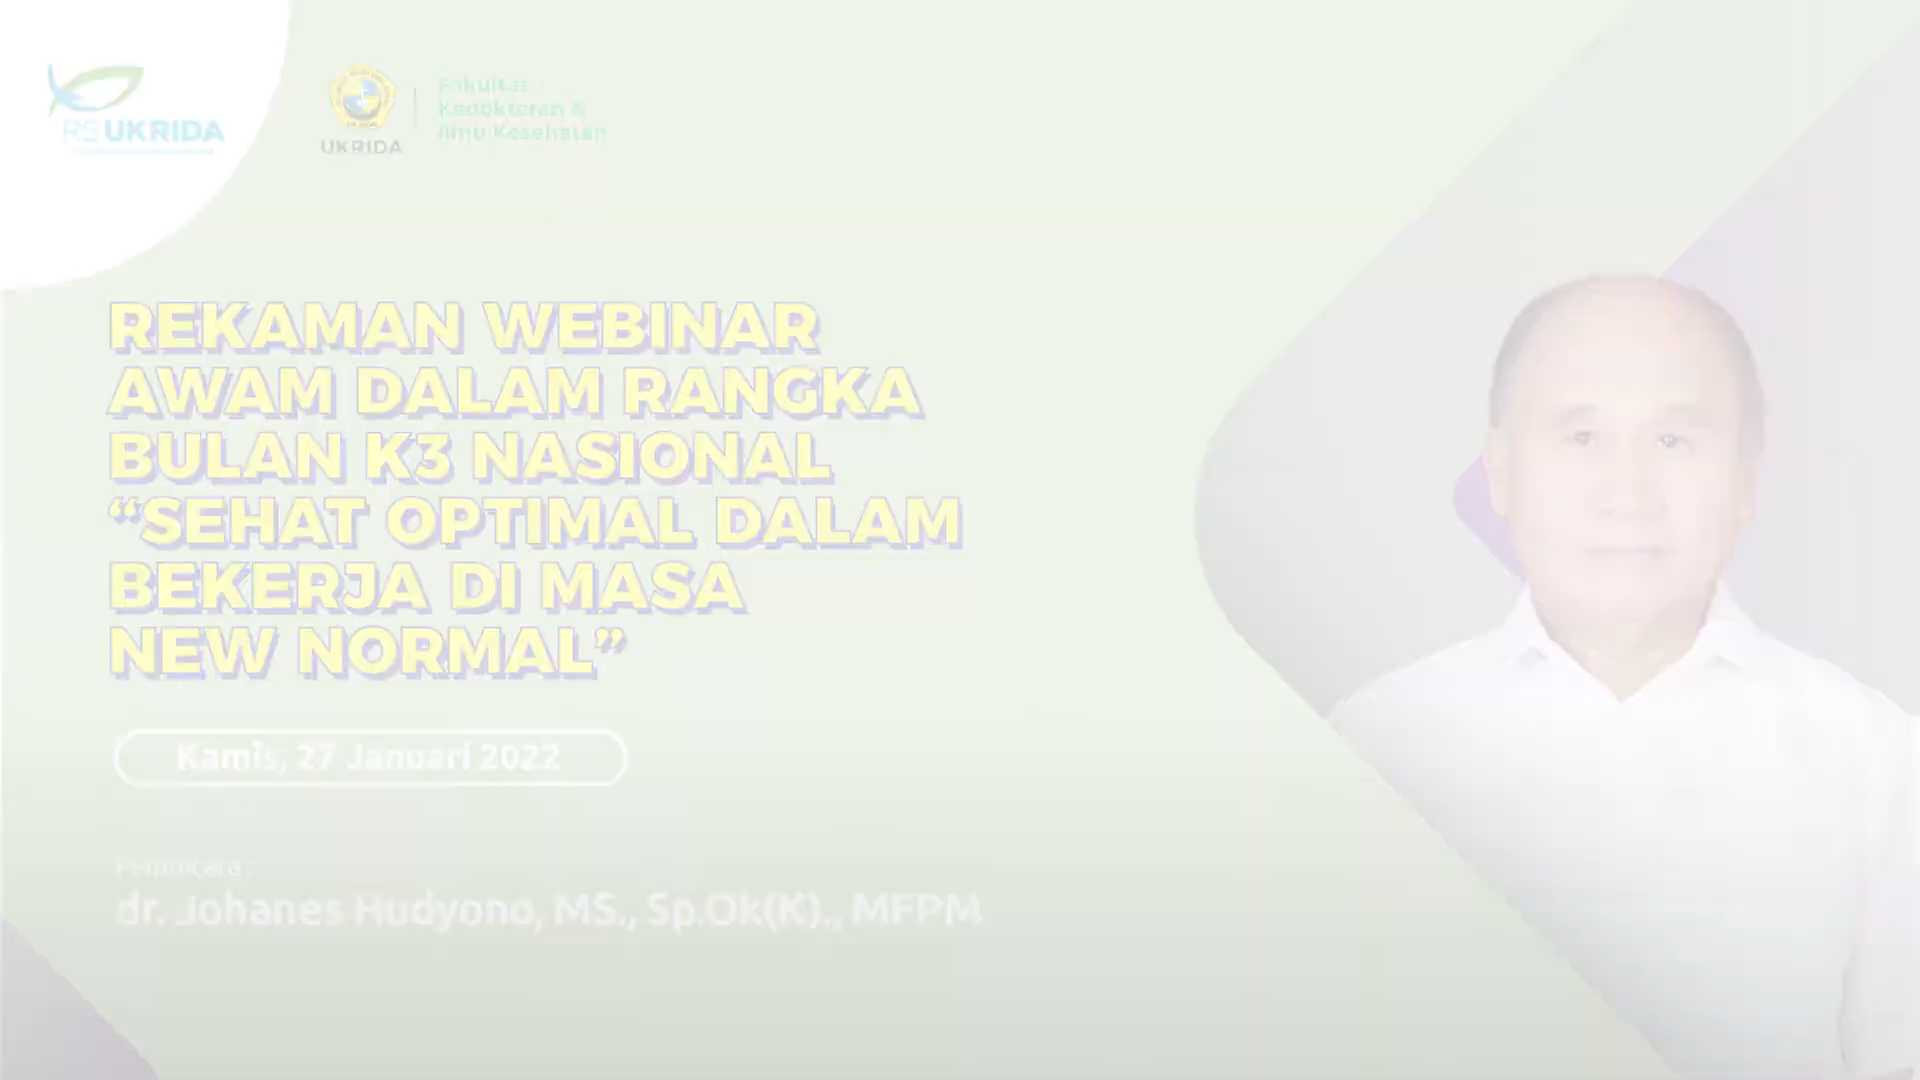 RS UKRIDA
UKRIDA
Fakultas
Kedokteran &
Ilmu Kesehatan
REKAMAN WEBINAR
AWAM DALAM RANGKA
BULAN K3 NASIONAL
“SEHAT OPTIMAL DALAM
BEKERJA DI MASA
NEW NORMAL”
Kamis, 27 Januari 2022
Pembicara :
dr. Johanes Hudyono, MS., Sp.Ok(K)., MFPM